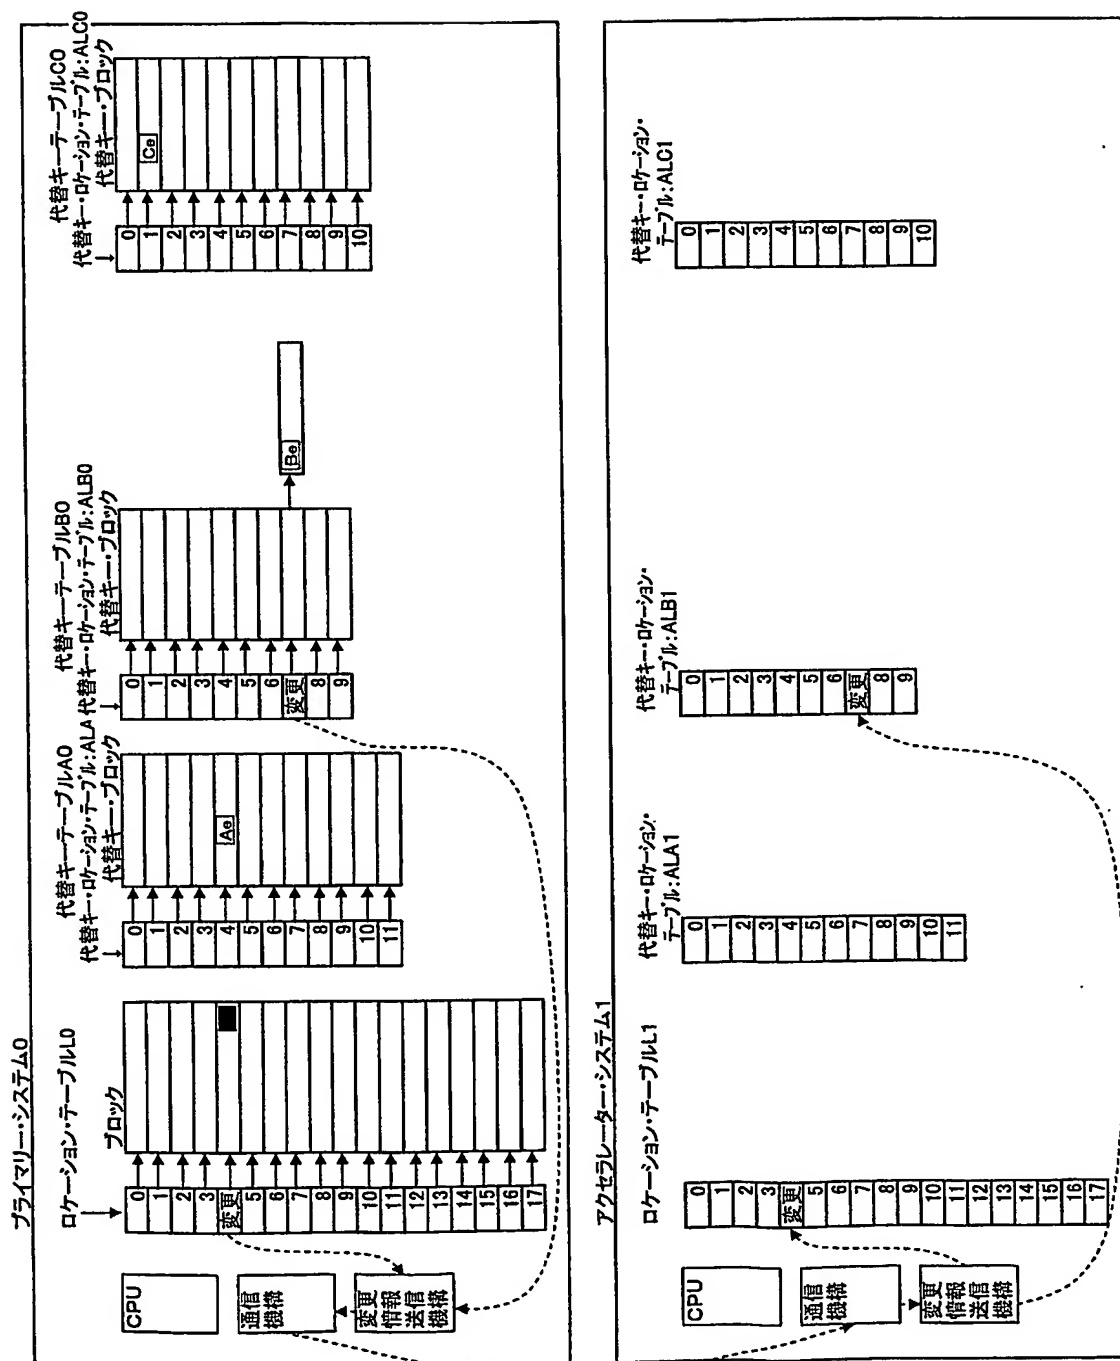 プライマリー・システム0
CPU
通信
機構
変更
情報
送信
機構
ロケーション・テーブルL0
ブロック
0
1
2
3
変更
5
6
7
8
9
10
11
12
13
14
15
16
17
代替キーテーブルA0
代替キー・ロケーション・テーブル:ALA
代替キー・ブロック
0
1
2
3
4
5
6
7
8
9
10
11
Ae
代替キーテーブルB0
代替キー・ロケーション・テーブル:ALB0
代替キー・ブロック
0
1
2
3
4
5
6
変更
8
9
Be
代替キーテーブルC0
代替キー・ロケーション・テーブル:ALC0
代替キー・ブロック
0
1
2
3
4
5
6
7
8
9
10
Ce
アクセラレーター・システム1
CPU
通信
機構
変更
情報
送信
機構
ロケーション・テーブルL1
0
1
2
3
変更
5
6
7
8
9
10
11
12
13
14
15
16
17
代替キー・ロケーション・
テーブル:ALA1
0
1
2
3
4
5
6
7
8
9
10
11
代替キー・ロケーション・
テーブル:ALB1
0
1
2
3
4
5
6
変更
8
9
代替キー・ロケーション・
テーブル:ALC1
0
1
2
3
4
5
6
7
8
9
10